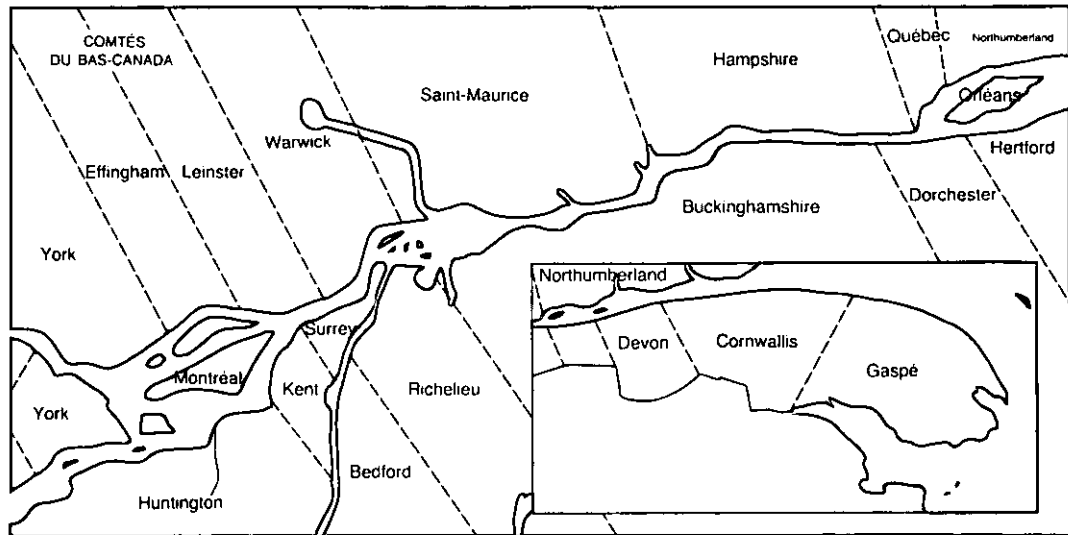 COMTÉS
DU BAS-CANADA
Québec
Northumberland
Hampshire
Saint-Maurice
Orléans
Warwick
Hertford
Effingham
Leinster
Dorchester
Buckinghamshire
York
Northumberland
Surrey
Devon
Cornwallis
Gaspé
Montréal
Kent
Richelieu
York
Bedford
Huntington